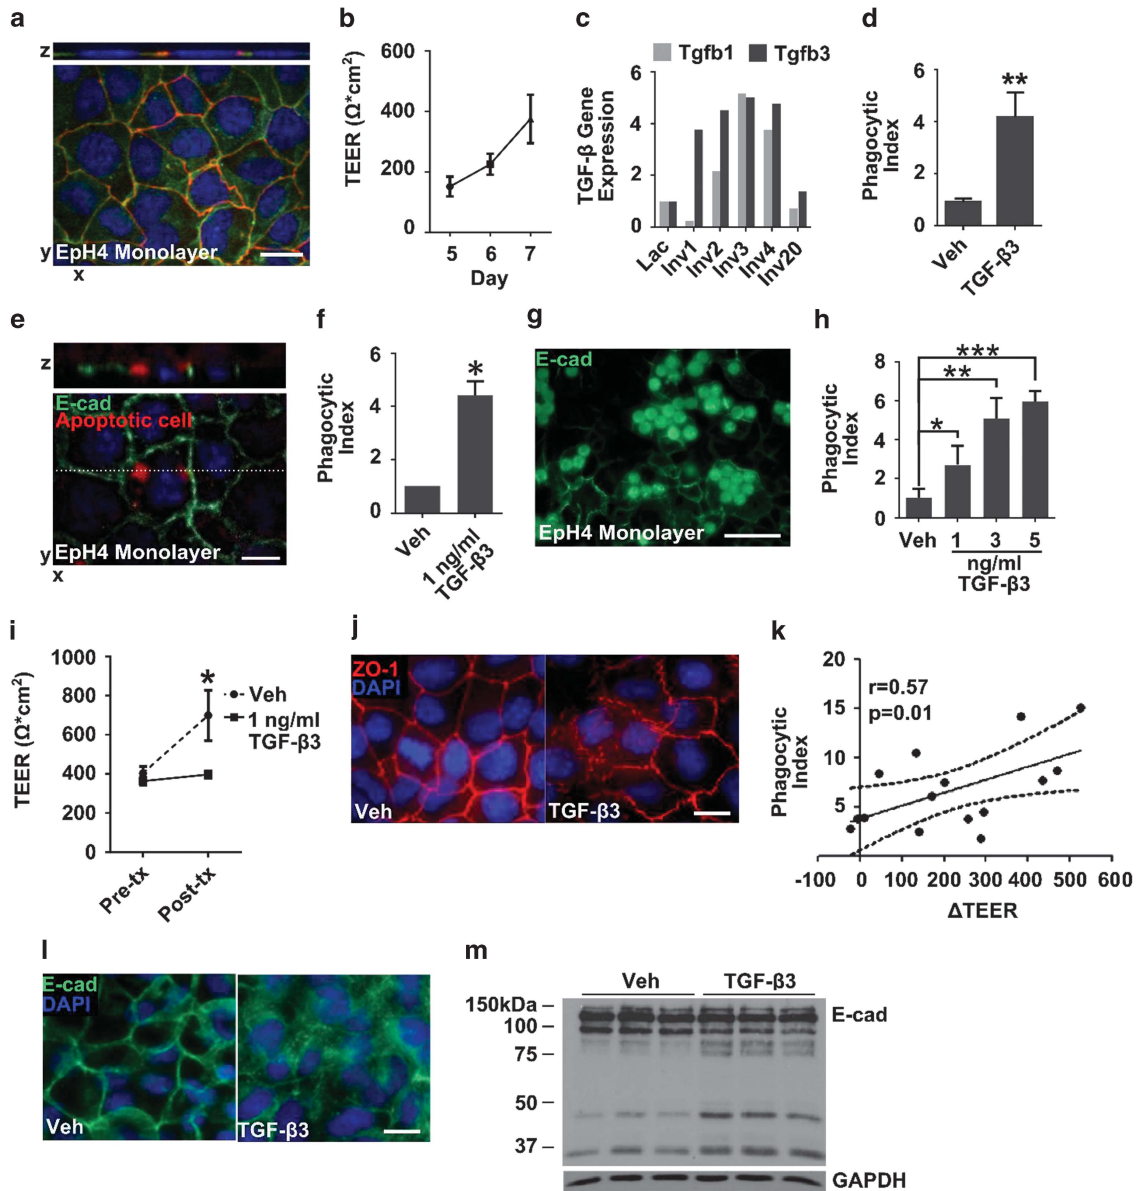 a
z
y
x
EpH4 Monolayer
b
TEER (Ω*cm2)
600
400
200
0
5 6 7
Day
c
Tgfb1 Tgfb3
TGF-β Gene
Expression
6
4
2
0
Lac Inv1 Inv2 Inv3 Inv4 Inv20
d
Phagocytic
Index
6
4
2
0
**
Veh TGF-β3
e
z
E-cad
Apoptotic cell
y
x
EpH4 Monolayer
f
Phagocytic
Index
6
4
2
0
*
Veh
1 ng/ml
TGF-β3
g
E-cad
EpH4 Monolayer
h
Phagocytic
Index
8
6
4
2
0
***
**
*
Veh 1 3 5
ng/ml
TGF-β3
i
TEER (Ω*cm2)
1000
800
600
400
200
0
*
Veh
1 ng/ml
TGF-β3
Pre-tx Post-tx
j
ZO-1
DAPI
Veh
TGF-β3
k
Phagocytic
Index
20
15
10
5
r=0.57
p=0.01
-100 0 100 200 300 400 500 600
ΔTEER
l
E-cad
DAPI
Veh
TGF-β3
m
Veh TGF-β3
150kDa
100
75
50
37
E-cad
GAPDH